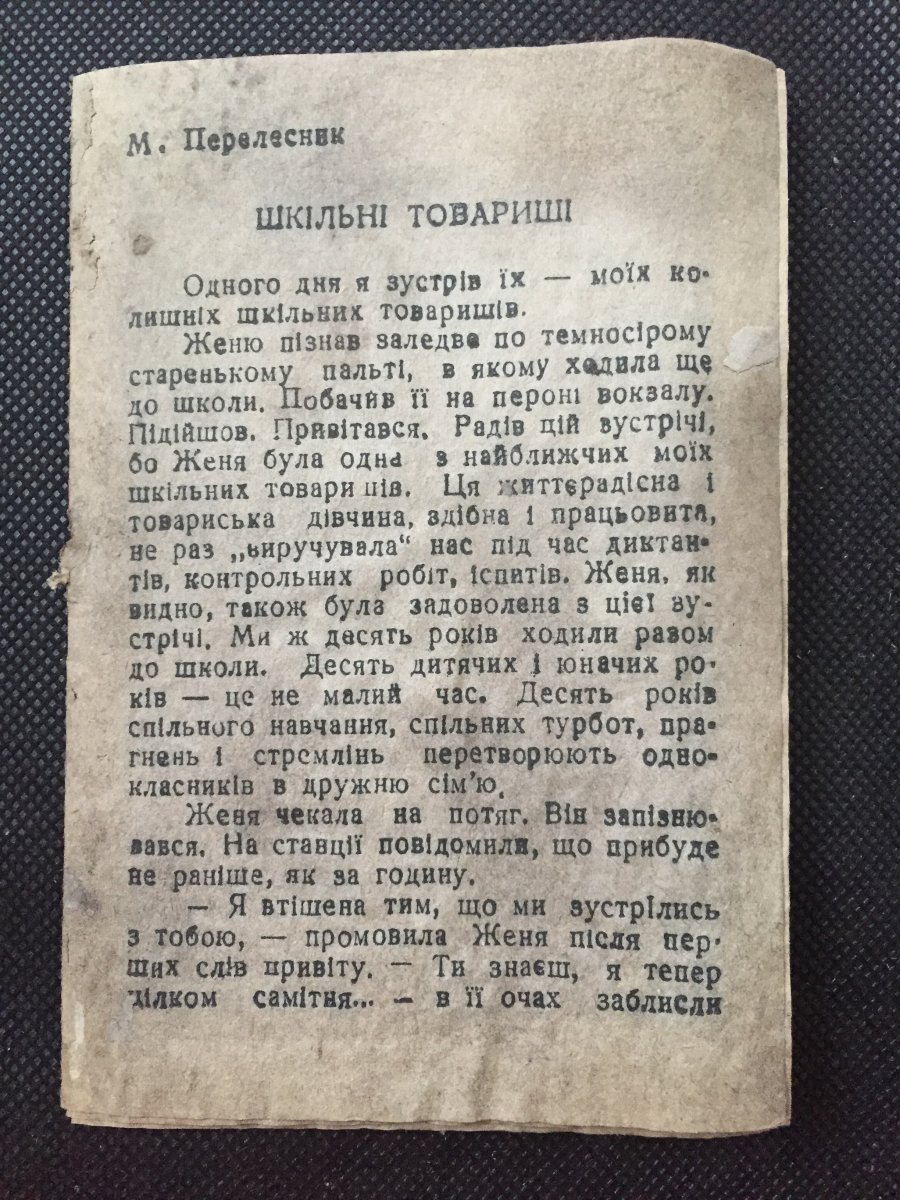 М. Перелесник
ШКІЛЬНІ ТОВАРИШІ
Одного дня я зустрів їх — моїх ко-
лишніх шкільних товаришів.
Женю пізнав заледве по темносірому
старенькому пальті, в якому ходила ще
до школи. Побачив її на пероні вокзалу.
Підійшов. Привітався. Радів цій зустрічі,
бо Женя була одна з найближчих моїх
шкільних товаришів. Ця життєрадісна і
товариська дівчина, здібна і працьовита,
не раз „виручувала“ нас під час диктан-
тів, контрольних робіт, іспитів. Женя, як
видно, також була задоволена з цієї зу-
стрічі. Ми ж десять років ходили разом
до школи. Десять дитячих і юначих ро-
ків — це не малий час. Десять років
спільного навчання, спільних турбот, пра-
гнень і стремлінь перетворюють одно-
класників в дружню сім'ю.
Женя чекала на потяг. Він запізню-
вався. На станції повідомили, що прибуде
не раніше, як за годину.
— Я втішена тим, що ми зустрілись
з тобою, — промовила Женя після пер-
ших слів привіту. — Ти знаєш, я тепер
цілком самітня... — в її очах заблисли